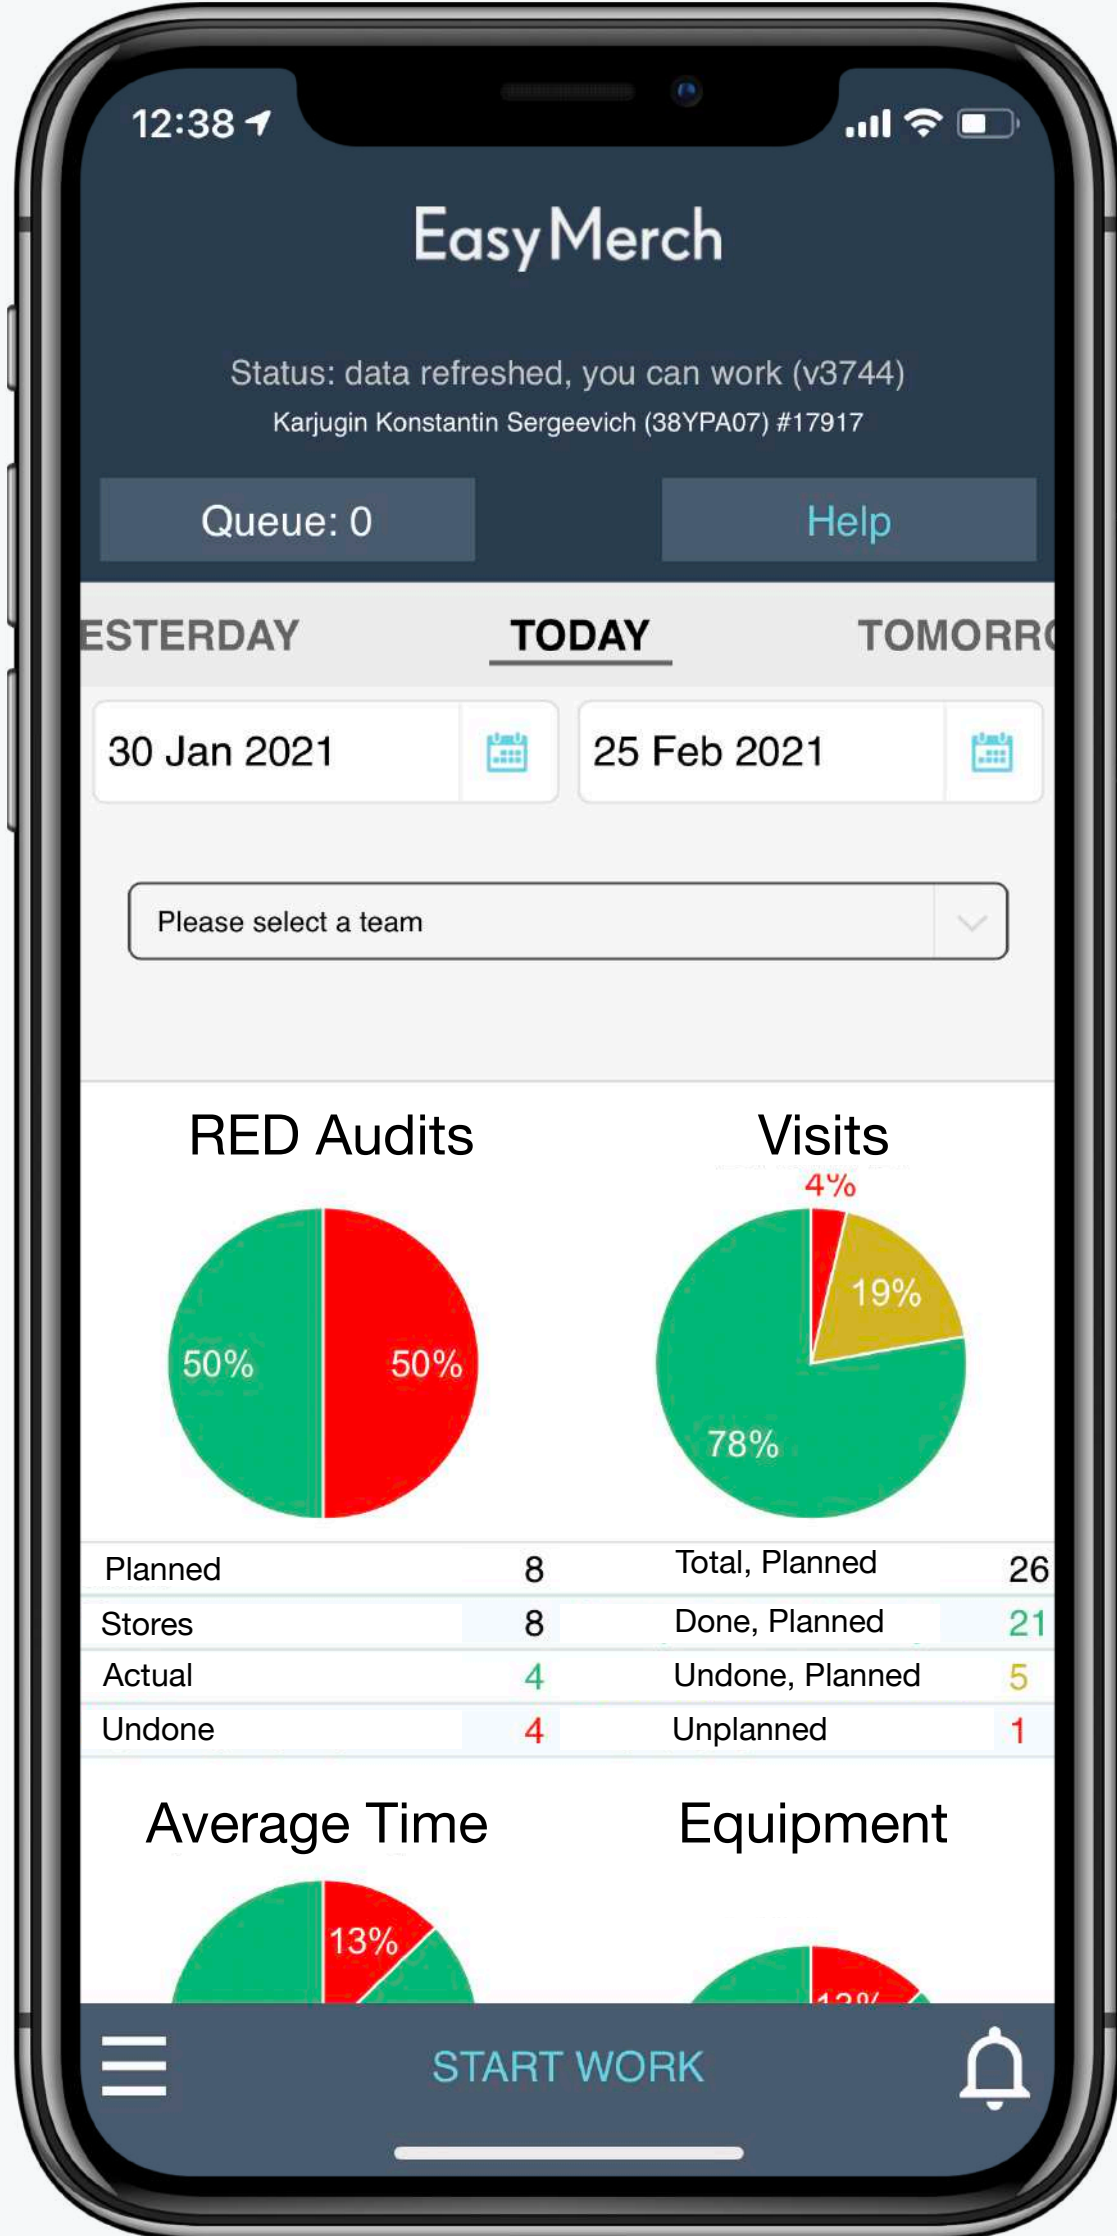 12:38
EasyMerch
Status: data refreshed, you can work (v3744)
Karjugin Konstantin Sergeevich (38YPA07) #17917
Queue: 0
Help
ESTERDAY
TODAY
TOMORRO
30 Jan 2021
25 Feb 2021
Please select a team
RED Audits
50%
50%
Planned 8
Stores 8
Actual 4
Undone 4
Visits
4%
19%
78%
Total, Planned 26
Done, Planned 21
Undone, Planned 5
Unplanned 1
Average Time
13%
Equipment
START WORK